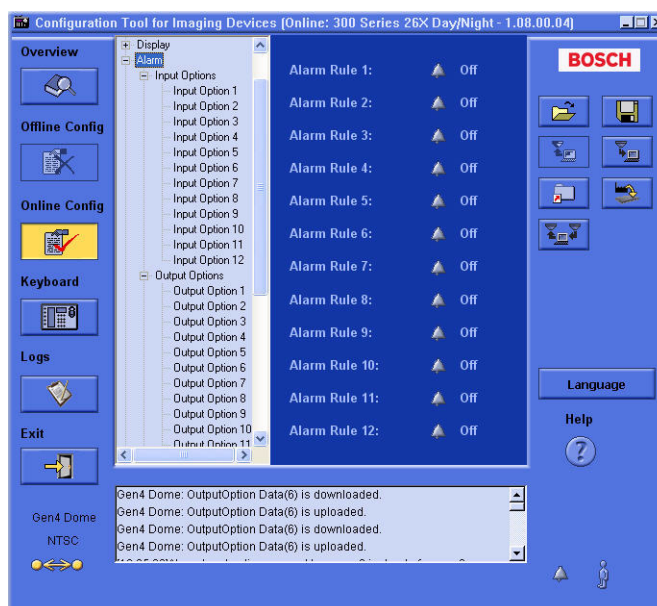 Configuration Tool for Imaging Devices (Online: 300 Series 26X Day/Night - 1.08.00.04)
Overview
Offline Config
Online Config
Keyboard
Logs
Exit
Gen4 Dome
NTSC
Display
Alarm
Input Options
Input Option 1
Input Option 2
Input Option 3
Input Option 4
Input Option 5
Input Option 6
Input Option 7
Input Option 8
Input Option 9
Input Option 10
Input Option 11
Input Option 12
Output Options
Output Option 1
Output Option 2
Output Option 3
Output Option 4
Output Option 5
Output Option 6
Output Option 7
Output Option 8
Output Option 9
Output Option 10
Output Option 11
Alarm Rule 1: Off
Alarm Rule 2: Off
Alarm Rule 3: Off
Alarm Rule 4: Off
Alarm Rule 5: Off
Alarm Rule 6: Off
Alarm Rule 7: Off
Alarm Rule 8: Off
Alarm Rule 9: Off
Alarm Rule 10: Off
Alarm Rule 11: Off
Alarm Rule 12: Off
BOSCH
Language
Help
?
Gen4 Dome: OutputOption Data(6) is downloaded.
Gen4 Dome: OutputOption Data(6) is uploaded.
Gen4 Dome: OutputOption Data(6) is downloaded.
Gen4 Dome: OutputOption Data(6) is uploaded.